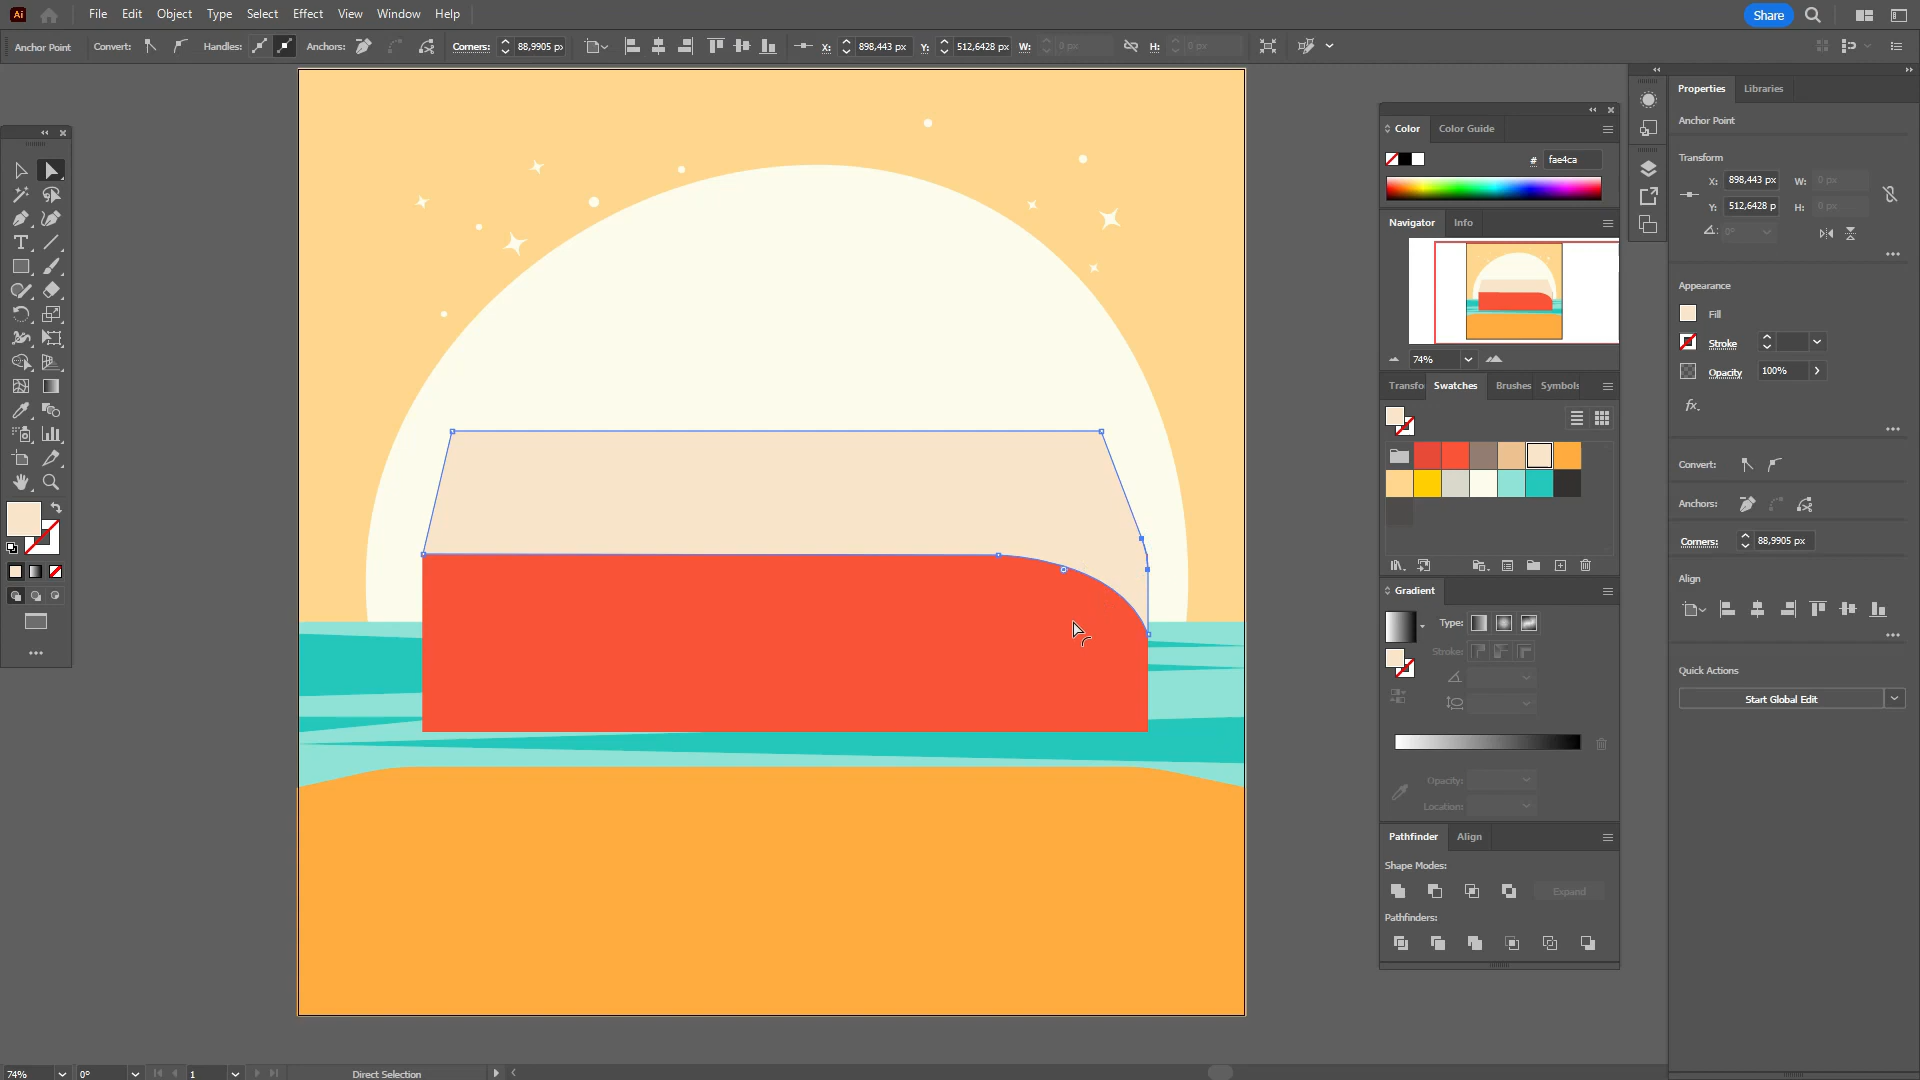 Ai File Edit Object Type Select Effect View Window Help Share
Anchor Point Convert: Handles: Anchors: Corners: 88,9905 px X: 898,443 px Y: 512,6428 px W: 0 px H: 0 px
Properties Libraries
Anchor Point
Transform
X: 898,443 px W: 0 px
Y: 512,6428 p H: 0 px
0°
Appearance
Fill
Stroke
Opacity 100%
fx.
Convert:
Anchors:
Corners: 88,9905 px
Align
Quick Actions
Start Global Edit
Color Color Guide
# fae4ca
Navigator Info
74%
Transfo Swatches Brushes Symbols
Gradient
Type:
Stroke:
Opacity:
Location:
Pathfinder Align
Shape Modes:
Expand
Pathfinders:
74% 0° 1 Direct Selection